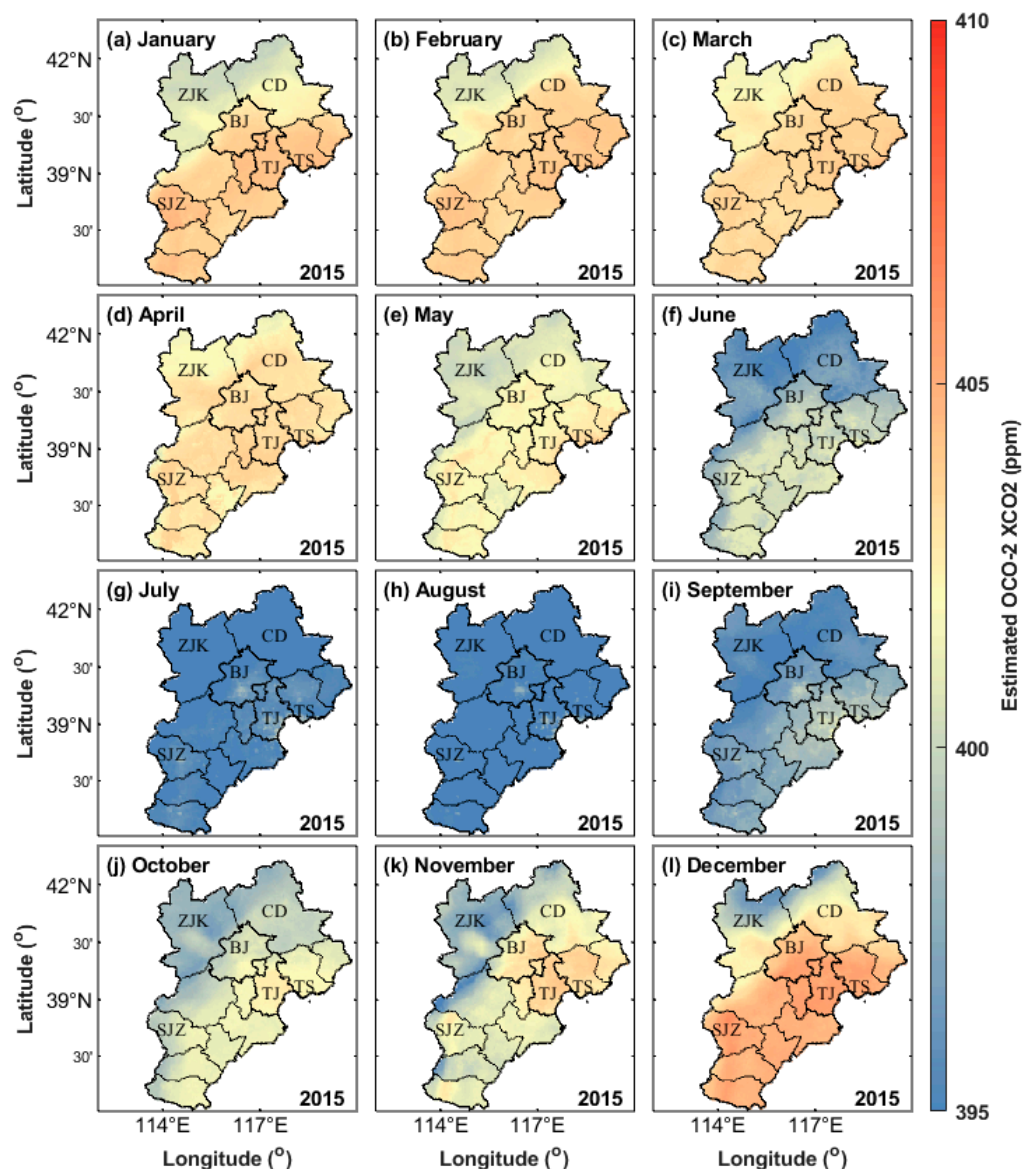 (a) January
ZJK
CD
BJ
TJ
TS
SJZ
2015
(b) February
ZJK
CD
BJ
TJ
TS
SJZ
2015
(c) March
ZJK
CD
BJ
TJ
TS
SJZ
2015
42°N
30'
39°N
30'
Latitude (°)
(d) April
ZJK
CD
BJ
TJ
TS
SJZ
2015
(e) May
ZJK
CD
BJ
TJ
TS
SJZ
2015
(f) June
ZJK
CD
BJ
TJ
TS
SJZ
2015
42°N
30'
39°N
30'
Latitude (°)
(g) July
ZJK
CD
BJ
TJ
TS
SJZ
2015
(h) August
ZJK
CD
BJ
TJ
TS
SJZ
2015
(i) September
ZJK
CD
BJ
TJ
TS
SJZ
2015
42°N
30'
39°N
30'
Latitude (°)
(j) October
ZJK
CD
BJ
TJ
TS
SJZ
2015
(k) November
ZJK
CD
BJ
TJ
TS
SJZ
2015
(l) December
ZJK
CD
BJ
TJ
TS
SJZ
2015
42°N
30'
39°N
30'
Latitude (°)
114°E 117°E
Longitude (°)
114°E 117°E
Longitude (°)
114°E 117°E
Longitude (°)
410
405
400
395
Estimated OCO-2 XCO2 (ppm)